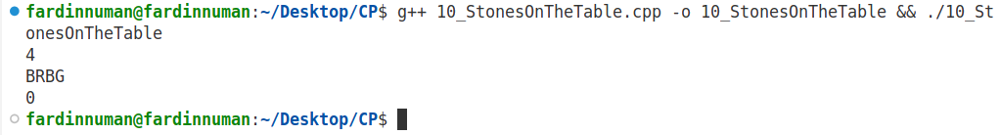 fardinnuman@fardinnuman:~/Desktop/CP$ g++ 10_StonesOnTheTable.cpp -o 10_StonesOnTheTable && ./10_St
onesOnTheTable
4
BRBG
0
fardinnuman@fardinnuman:~/Desktop/CP$